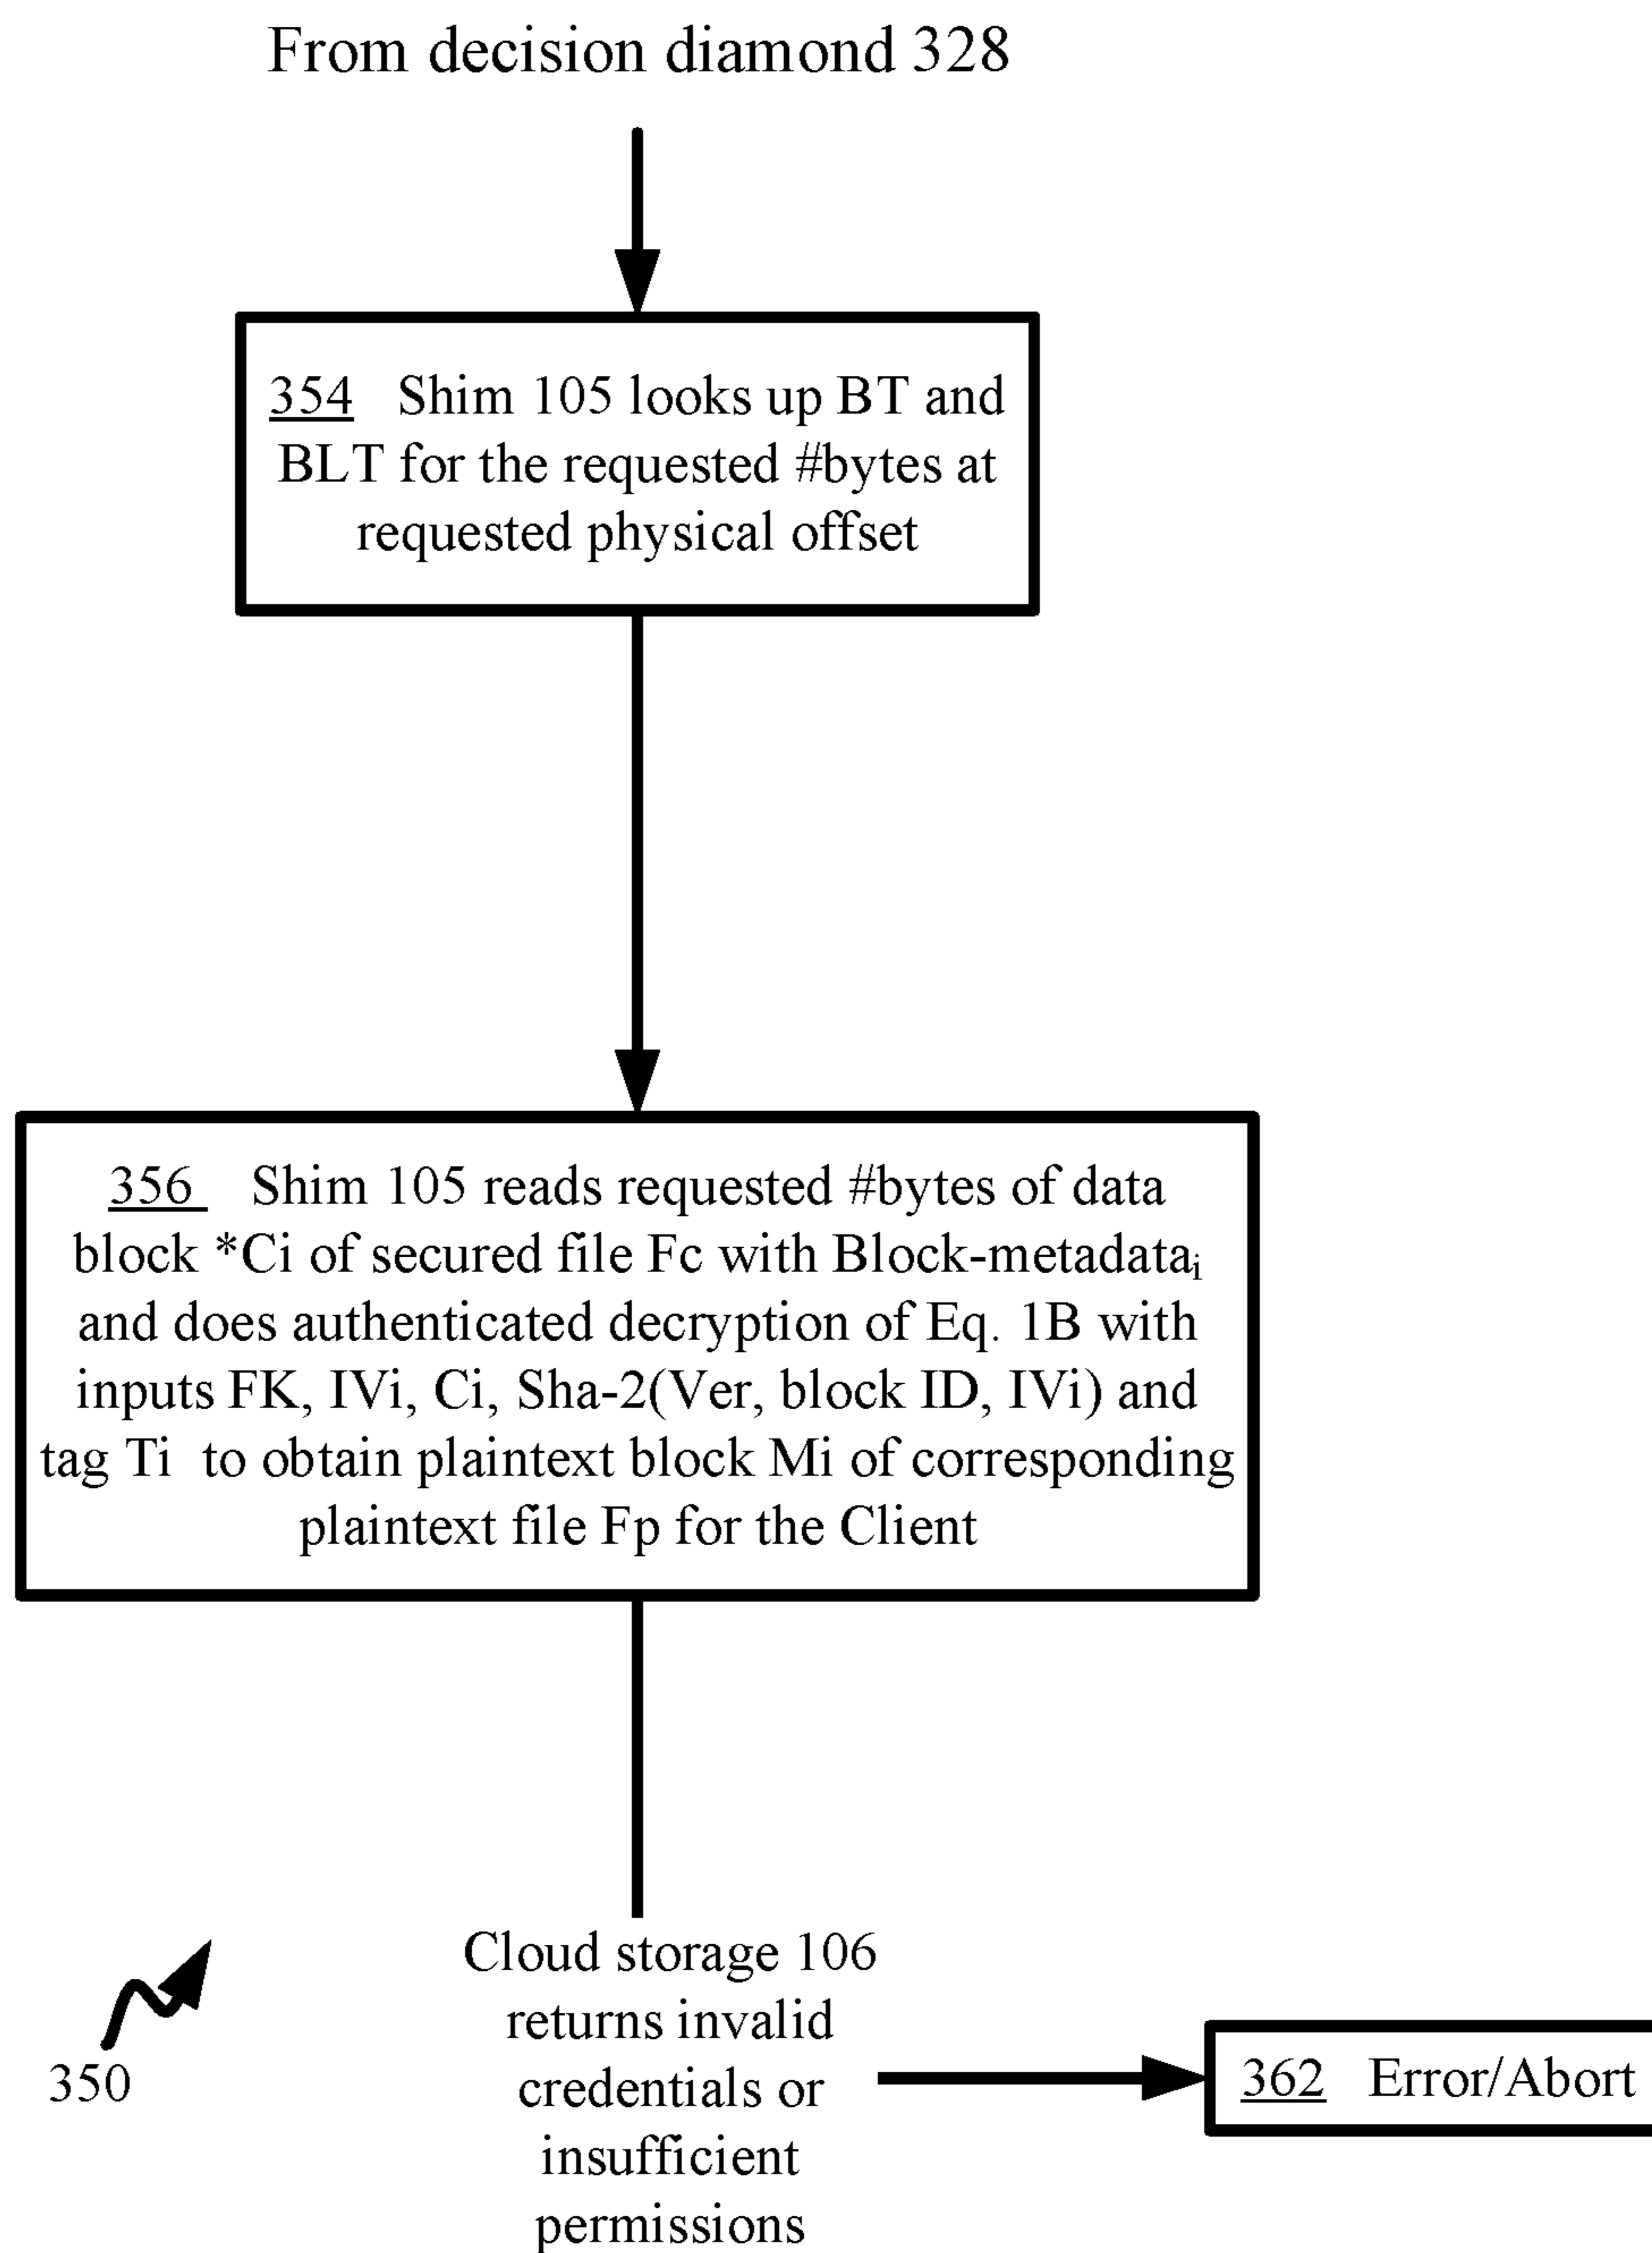 From decision diamond 328
354 Shim 105 looks up BT and
BLT for the requested #bytes at
requested physical offset
356 Shim 105 reads requested #bytes of data
block *Ci of secured file Fc with Block-metadataᵢ
and does authenticated decryption of Eq. 1B with
inputs FK, IVi, Ci, Sha-2(Ver, block ID, IVi) and
tag Ti to obtain plaintext block Mi of corresponding
plaintext file Fp for the Client
Cloud storage 106
returns invalid
credentials or
insufficient
permissions
350
362 Error/Abort